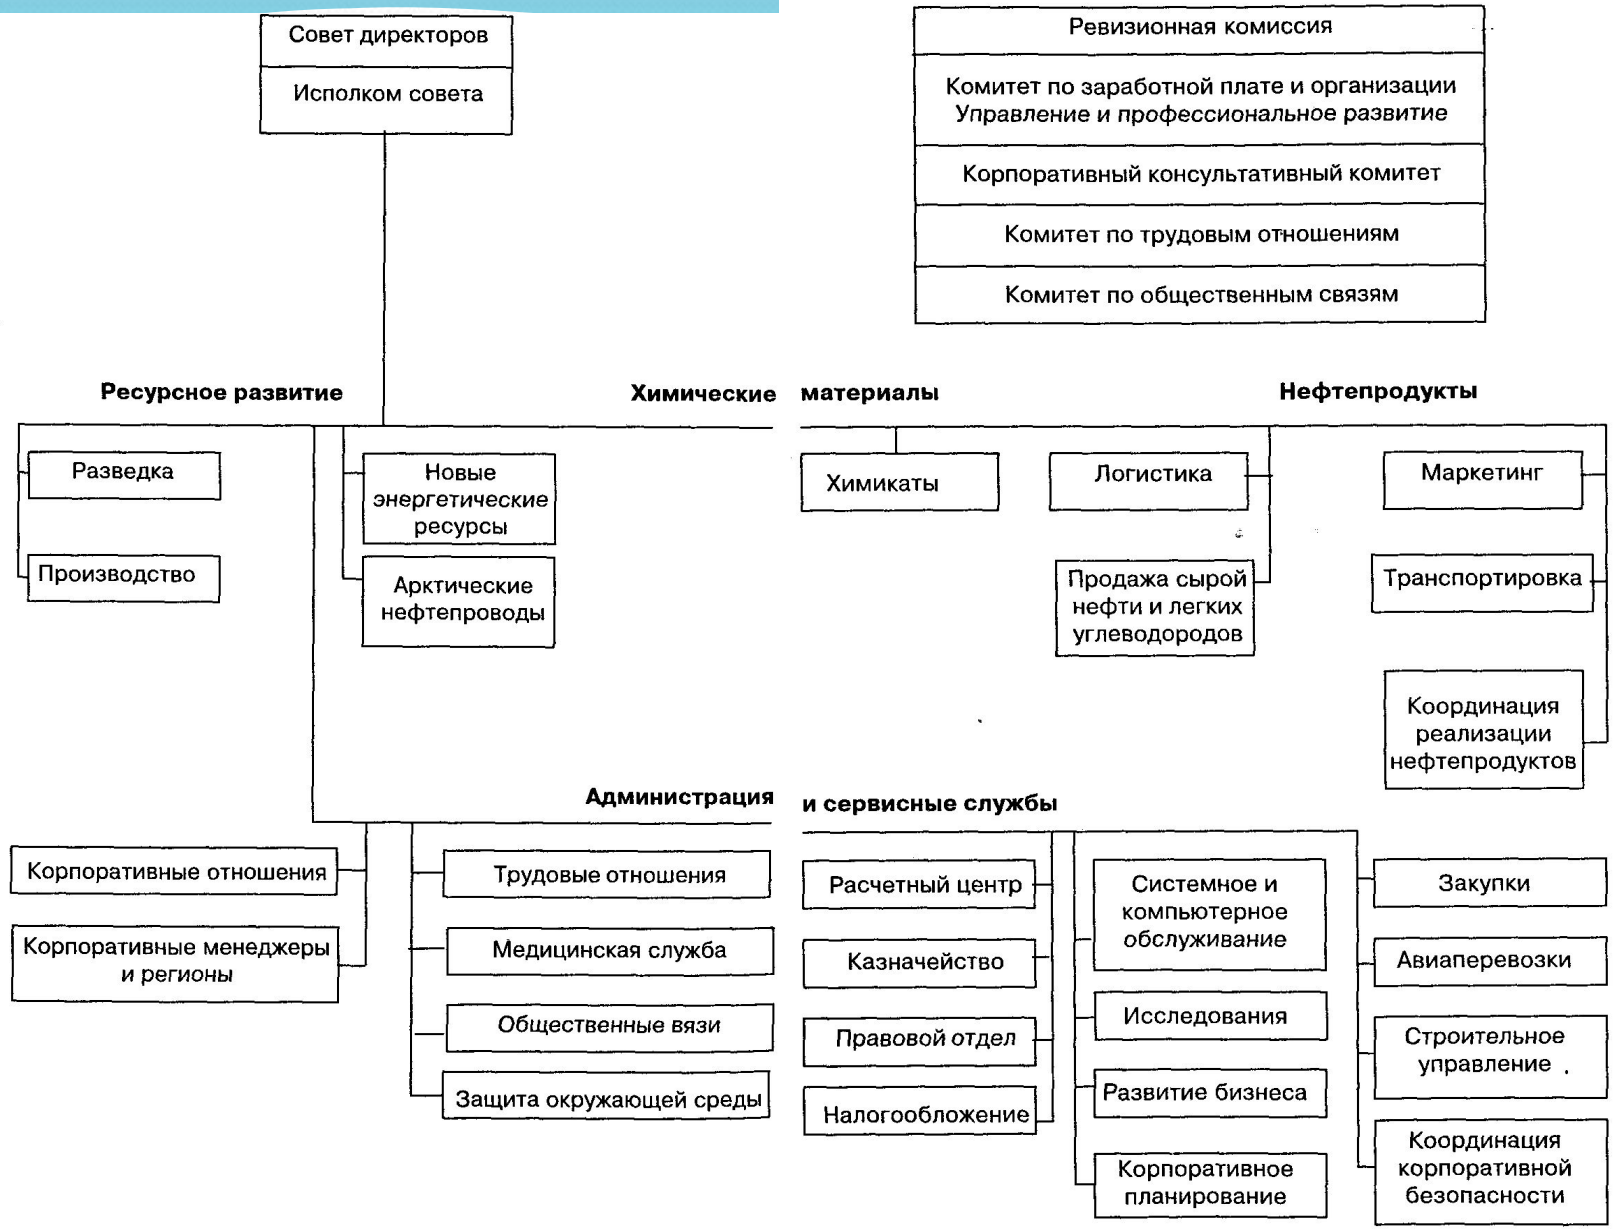 Совет директоров
Исполком совета
Ревизионная комиссия
Комитет по заработной плате и организации
Управление и профессиональное развитие
Корпоративный консультативный комитет
Комитет по трудовым отношениям
Комитет по общественным связям
Ресурсное развитие
Химические материалы
Нефтепродукты
Разведка
Производство
Новые
энергетические
ресурсы
Арктические
нефтепроводы
Химикаты
Логистика
Продажа сырой
нефти и легких
углеводородов
Маркетинг
Транспортировка
Координация
реализации
нефтепродуктов
Администрация и сервисные службы
Корпоративные отношения
Корпоративные менеджеры
и регионы
Трудовые отношения
Медицинская служба
Общественные вязи
Защита окружающей среды
Расчетный центр
Казначейство
Правовой отдел
Налогообложение
Системное и
компьютерное
обслуживание
Исследования
Развитие бизнеса
Корпоративное
планирование
Закупки
Авиаперевозки
Строительное
управление
Координация
корпоративной
безопасности